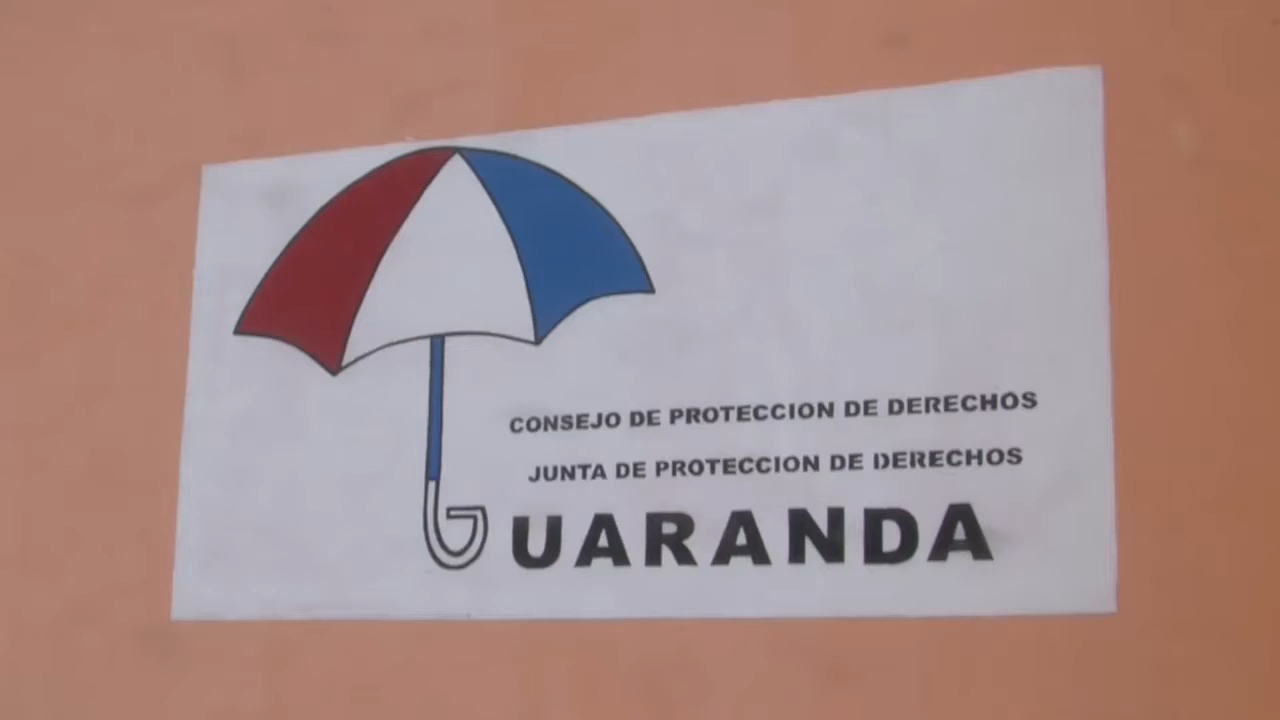 CONSEJO DE PROTECCION DE DERECHOS
JUNTA DE PROTECCION DE DERECHOS
GUARANDA